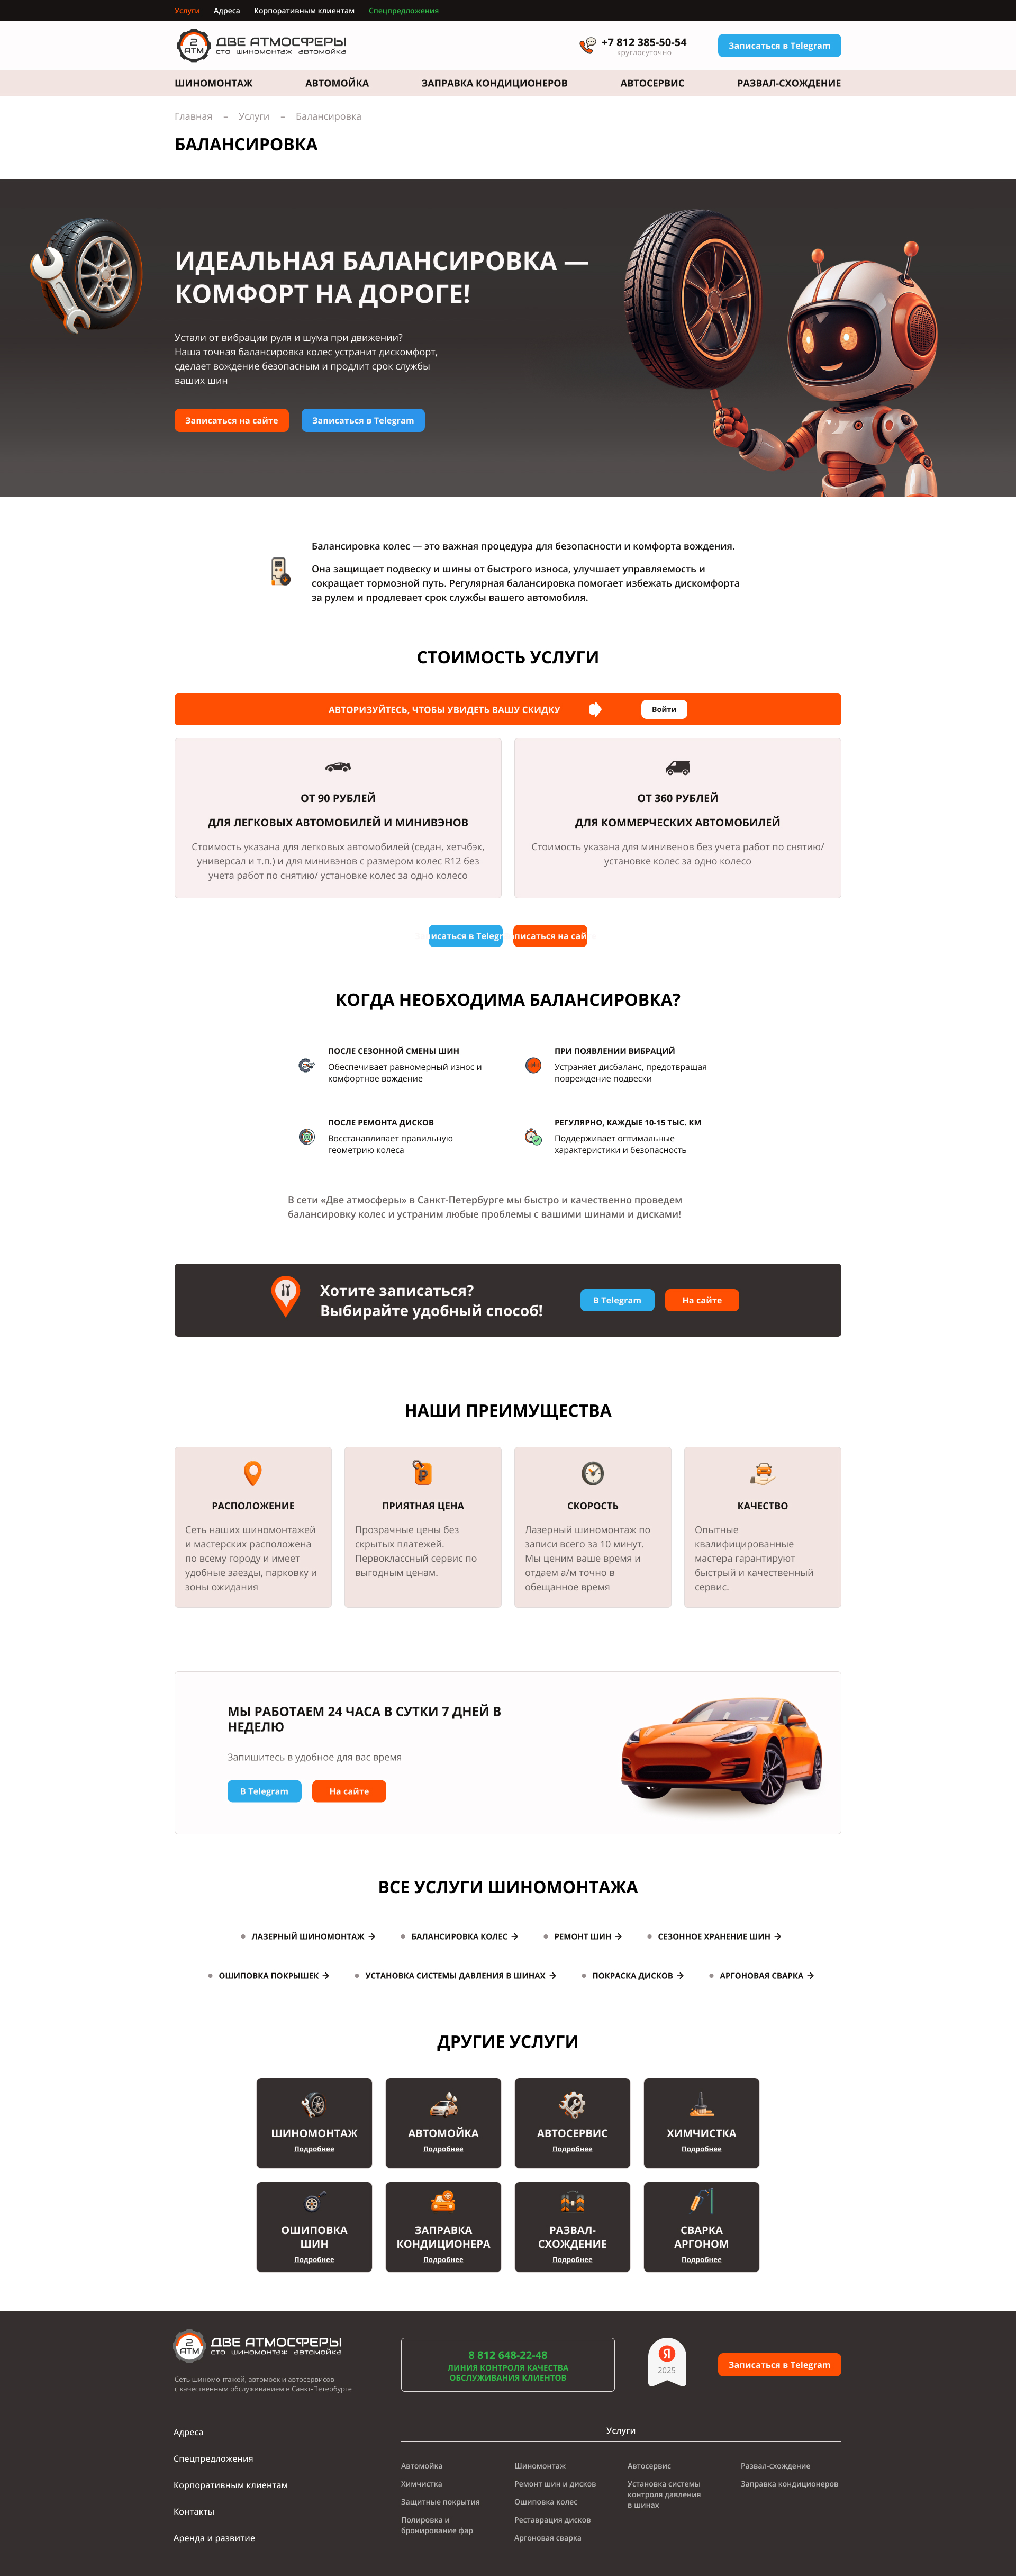 Услуги Адреса Корпоративным клиентам Спецпредложения
2 АТМ ДВЕ АТМОСФЕРЫ
сто шиномонтаж автомойка
+7 812 385-50-54
круглосуточно
Записаться в Telegram
ШИНОМОНТАЖ АВТОМОЙКА ЗАПРАВКА КОНДИЦИОНЕРОВ АВТОСЕРВИС РАЗВАЛ-СХОЖДЕНИЕ
Главная – Услуги – Балансировка
БАЛАНСИРОВКА
ИДЕАЛЬНАЯ БАЛАНСИРОВКА —
КОМФОРТ НА ДОРОГЕ!
Устали от вибрации руля и шума при движении?
Наша точная балансировка колес устранит дискомфорт,
сделает вождение безопасным и продлит срок службы
ваших шин
Записаться на сайте Записаться в Telegram
Балансировка колес — это важная процедура для безопасности и комфорта вождения.
Она защищает подвеску и шины от быстрого износа, улучшает управляемость и
сокращает тормозной путь. Регулярная балансировка помогает избежать дискомфорта
за рулем и продлевает срок службы вашего автомобиля.
СТОИМОСТЬ УСЛУГИ
АВТОРИЗУЙТЕСЬ, ЧТОБЫ УВИДЕТЬ ВАШУ СКИДКУ Войти
ОТ 90 РУБЛЕЙ
ДЛЯ ЛЕГКОВЫХ АВТОМОБИЛЕЙ И МИНИВЭНОВ
Стоимость указана для легковых автомобилей (седан, хетчбэк,
универсал и т.п.) и для минивэнов с размером колес R12 без
учета работ по снятию/ установке колес за одно колесо
ОТ 360 РУБЛЕЙ
ДЛЯ КОММЕРЧЕСКИХ АВТОМОБИЛЕЙ
Стоимость указана для минивенов без учета работ по снятию/
установке колес за одно колесо
исаться в Telegr писаться на сай
КОГДА НЕОБХОДИМА БАЛАНСИРОВКА?
ПОСЛЕ СЕЗОННОЙ СМЕНЫ ШИН
Обеспечивает равномерный износ и
комфортное вождение
ПРИ ПОЯВЛЕНИИ ВИБРАЦИЙ
Устраняет дисбаланс, предотвращая
повреждение подвески
ПОСЛЕ РЕМОНТА ДИСКОВ
Восстанавливает правильную
геометрию колеса
РЕГУЛЯРНО, КАЖДЫЕ 10-15 ТЫС. КМ
Поддерживает оптимальные
характеристики и безопасность
В сети «Две атмосферы» в Санкт-Петербурге мы быстро и качественно проведем
балансировку колес и устраним любые проблемы с вашими шинами и дисками!
Хотите записаться?
Выбирайте удобный способ!
В Telegram На сайте
НАШИ ПРЕИМУЩЕСТВА
РАСПОЛОЖЕНИЕ
Сеть наших шиномонтажей
и мастерских расположена
по всему городу и имеет
удобные заезды, парковку и
зоны ожидания
ПРИЯТНАЯ ЦЕНА
Прозрачные цены без
скрытых платежей.
Первоклассный сервис по
выгодным ценам.
СКОРОСТЬ
Лазерный шиномонтаж по
записи всего за 10 минут.
Мы ценим ваше время и
отдаем а/м точно в
обещанное время
КАЧЕСТВО
Опытные
квалифицированные
мастера гарантируют
быстрый и качественный
сервис.
МЫ РАБОТАЕМ 24 ЧАСА В СУТКИ 7 ДНЕЙ В
НЕДЕЛЮ
Запишитесь в удобное для вас время
В Telegram На сайте
ВСЕ УСЛУГИ ШИНОМОНТАЖА
ЛАЗЕРНЫЙ ШИНОМОНТАЖ → БАЛАНСИРОВКА КОЛЕС → РЕМОНТ ШИН → СЕЗОННОЕ ХРАНЕНИЕ ШИН →
ОШИПОВКА ПОКРЫШЕК → УСТАНОВКА СИСТЕМЫ ДАВЛЕНИЯ В ШИНАХ → ПОКРАСКА ДИСКОВ → АРГОНОВАЯ СВАРКА →
ДРУГИЕ УСЛУГИ
ШИНОМОНТАЖ
Подробнее
АВТОМОЙКА
Подробнее
АВТОСЕРВИС
Подробнее
ХИМЧИСТКА
Подробнее
ОШИПОВКА
ШИН
Подробнее
ЗАПРАВКА
КОНДИЦИОНЕРА
Подробнее
РАЗВАЛ-
СХОЖДЕНИЕ
Подробнее
СВАРКА
АРГОНОМ
Подробнее
2 АТМ ДВЕ АТМОСФЕРЫ
сто шиномонтаж автомойка
Сеть шиномонтажей, автомоек и автосервисов
с качественным обслуживанием в Санкт-Петербурге
8 812 648-22-48
ЛИНИЯ КОНТРОЛЯ КАЧЕСТВА
ОБСЛУЖИВАНИЯ КЛИЕНТОВ
Я
2025
Записаться в Telegram
Адреса
Спецпредложения
Корпоративным клиентам
Контакты
Аренда и развитие
Услуги
Автомойка
Химчистка
Защитные покрытия
Полировка и
бронирование фар
Шиномонтаж
Ремонт шин и дисков
Ошиповка колес
Реставрация дисков
Аргоновая сварка
Автосервис
Установка системы
контроля давления
в шинах
Развал-схождение
Заправка кондиционеров